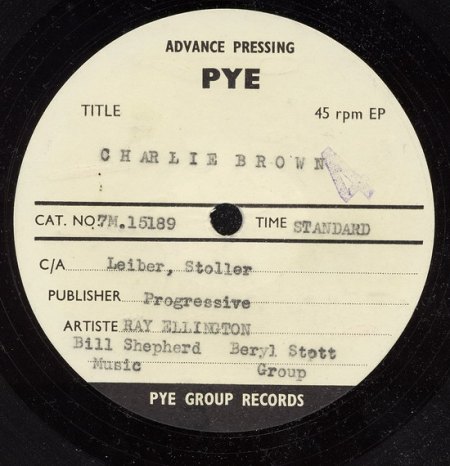 ADVANCE PRESSING
PYE
TITLE 45 rpm EP
CHARLIE BROWN
CAT. NO. 7M.15189 TIME STANDARD
C/A Leiber, Stoller
PUBLISHER Progressive
ARTISTE RAY ELLINGTON
Bill Shepherd Beryl Stott
Music Group
PYE GROUP RECORDS